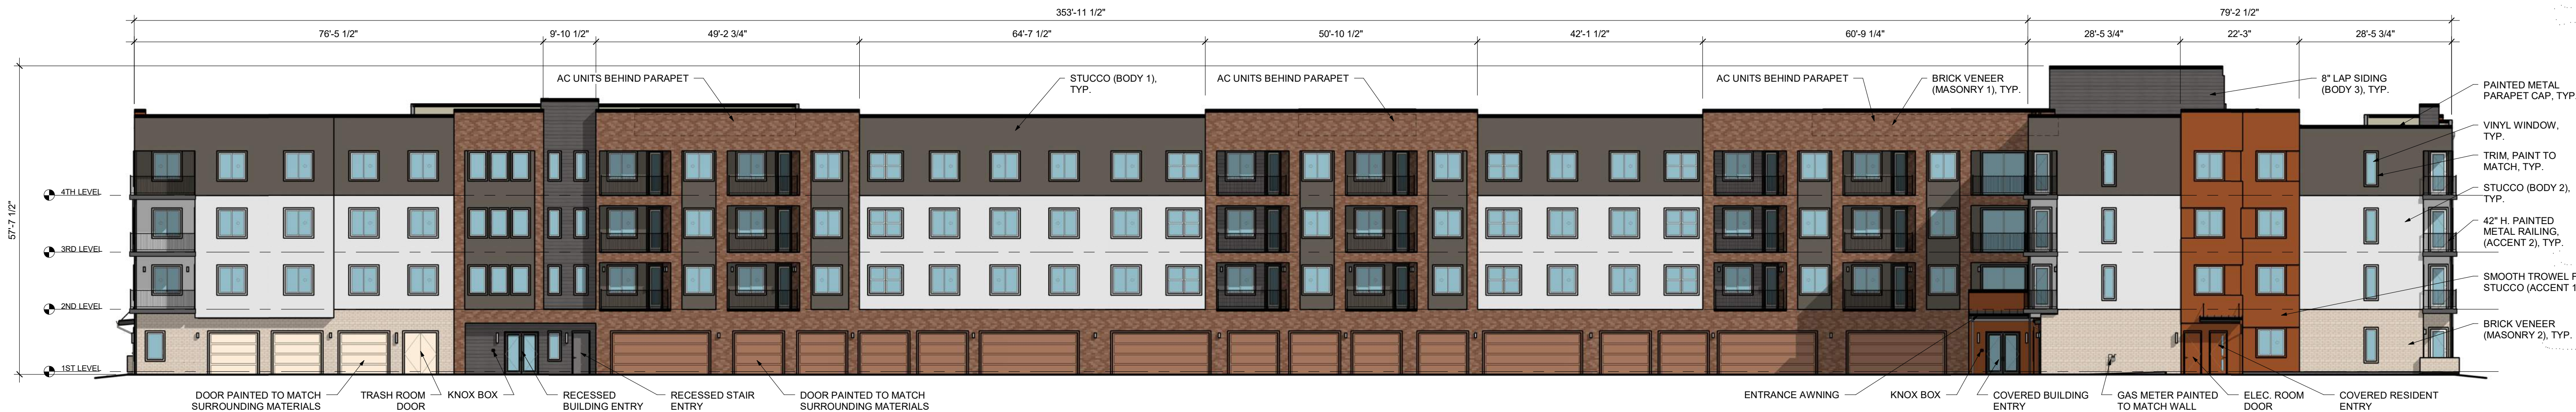 353'-11 1/2"
79'-2 1/2"
76'-5 1/2"
9'-10 1/2"
49'-2 3/4"
64'-7 1/2"
50'-10 1/2"
42'-1 1/2"
60'-9 1/4"
28'-5 3/4"
22'-3"
28'-5 3/4"
57'-7 1/2"
AC UNITS BEHIND PARAPET
STUCCO (BODY 1),
TYP.
AC UNITS BEHIND PARAPET
AC UNITS BEHIND PARAPET
BRICK VENEER
(MASONRY 1), TYP.
8" LAP SIDING
(BODY 3), TYP.
PAINTED METAL
PARAPET CAP, TYP
VINYL WINDOW,
TYP.
TRIM, PAINT TO
MATCH, TYP.
STUCCO (BODY 2),
TYP.
42" H. PAINTED
METAL RAILING,
(ACCENT 2), TYP.
SMOOTH TROWEL
STUCCO (ACCENT 1
BRICK VENEER
(MASONRY 2), TYP.
4TH LEVEL
3RD LEVEL
2ND LEVEL
1ST LEVEL
DOOR PAINTED TO MATCH
SURROUNDING MATERIALS
TRASH ROOM
DOOR
KNOX BOX
RECESSED
BUILDING ENTRY
RECESSED STAIR
ENTRY
DOOR PAINTED TO MATCH
SURROUNDING MATERIALS
ENTRANCE AWNING
KNOX BOX
COVERED BUILDING
ENTRY
GAS METER PAINTED
TO MATCH WALL
ELEC. ROOM
DOOR
COVERED RESIDENT
ENTRY